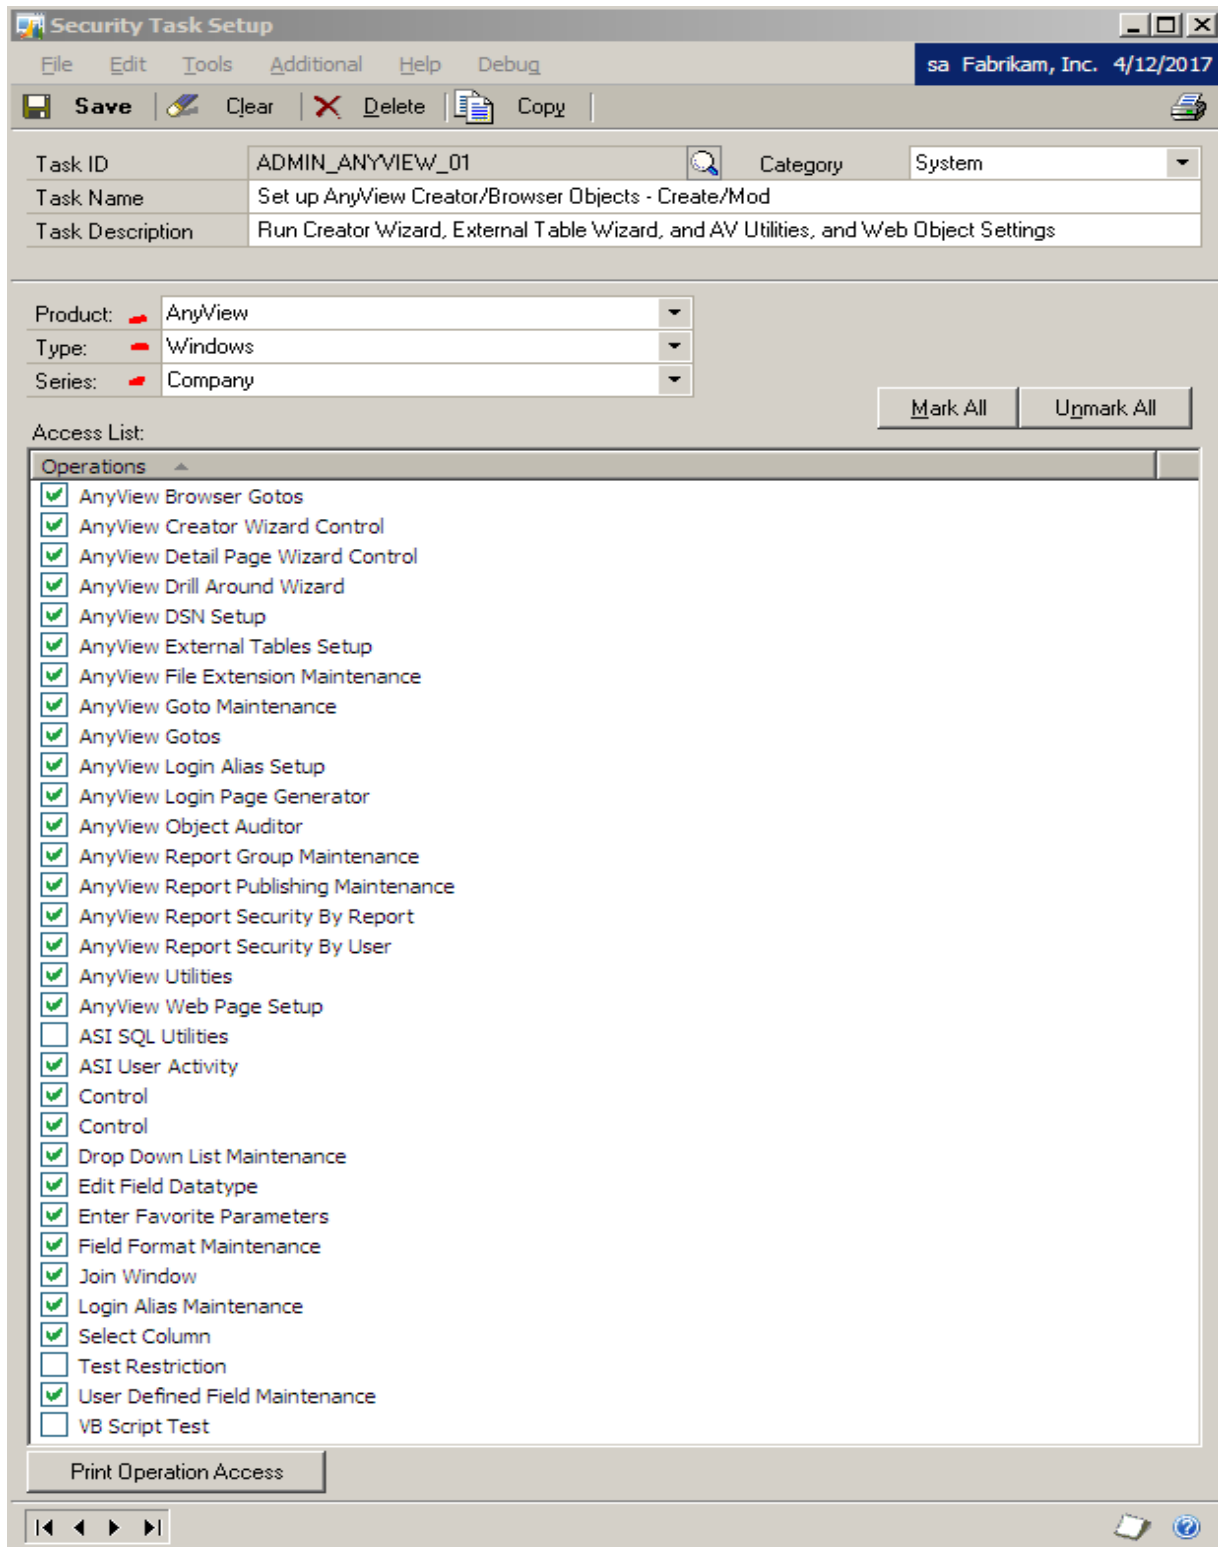 Security Task Setup
File Edit Tools Additional Help Debug sa Fabrikam, Inc. 4/12/2017
Save Clear Delete Copy
Task ID ADMIN_ANYVIEW_01 Category System
Task Name Set up AnyView Creator/Browser Objects - Create/Mod
Task Description Run Creator Wizard, External Table Wizard, and AV Utilities, and Web Object Settings
Product: AnyView
Type: Windows
Series: Company
Mark All Unmark All
Access List:
Operations
AnyView Browser Gotos
AnyView Creator Wizard Control
AnyView Detail Page Wizard Control
AnyView Drill Around Wizard
AnyView DSN Setup
AnyView External Tables Setup
AnyView File Extension Maintenance
AnyView Goto Maintenance
AnyView Gotos
AnyView Login Alias Setup
AnyView Login Page Generator
AnyView Object Auditor
AnyView Report Group Maintenance
AnyView Report Publishing Maintenance
AnyView Report Security By Report
AnyView Report Security By User
AnyView Utilities
AnyView Web Page Setup
ASI SQL Utilities
ASI User Activity
Control
Control
Drop Down List Maintenance
Edit Field Datatype
Enter Favorite Parameters
Field Format Maintenance
Join Window
Login Alias Maintenance
Select Column
Test Restriction
User Defined Field Maintenance
VB Script Test
Print Operation Access